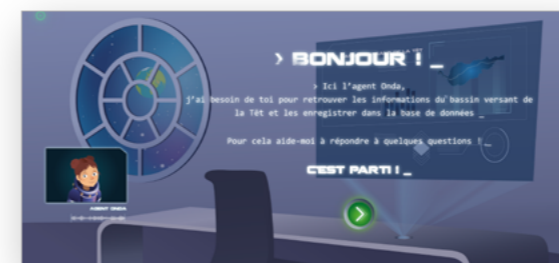 > BONJOUR ! _
> Ici l'agent Onda,
j'ai besoin de toi pour retrouver les informations du bassin versant de
la Têt et les enregistrer dans la base de données _
Pour cela aide-moi à répondre à quelques questions ! _
C'EST PARTI ! _
AGENT ONDA